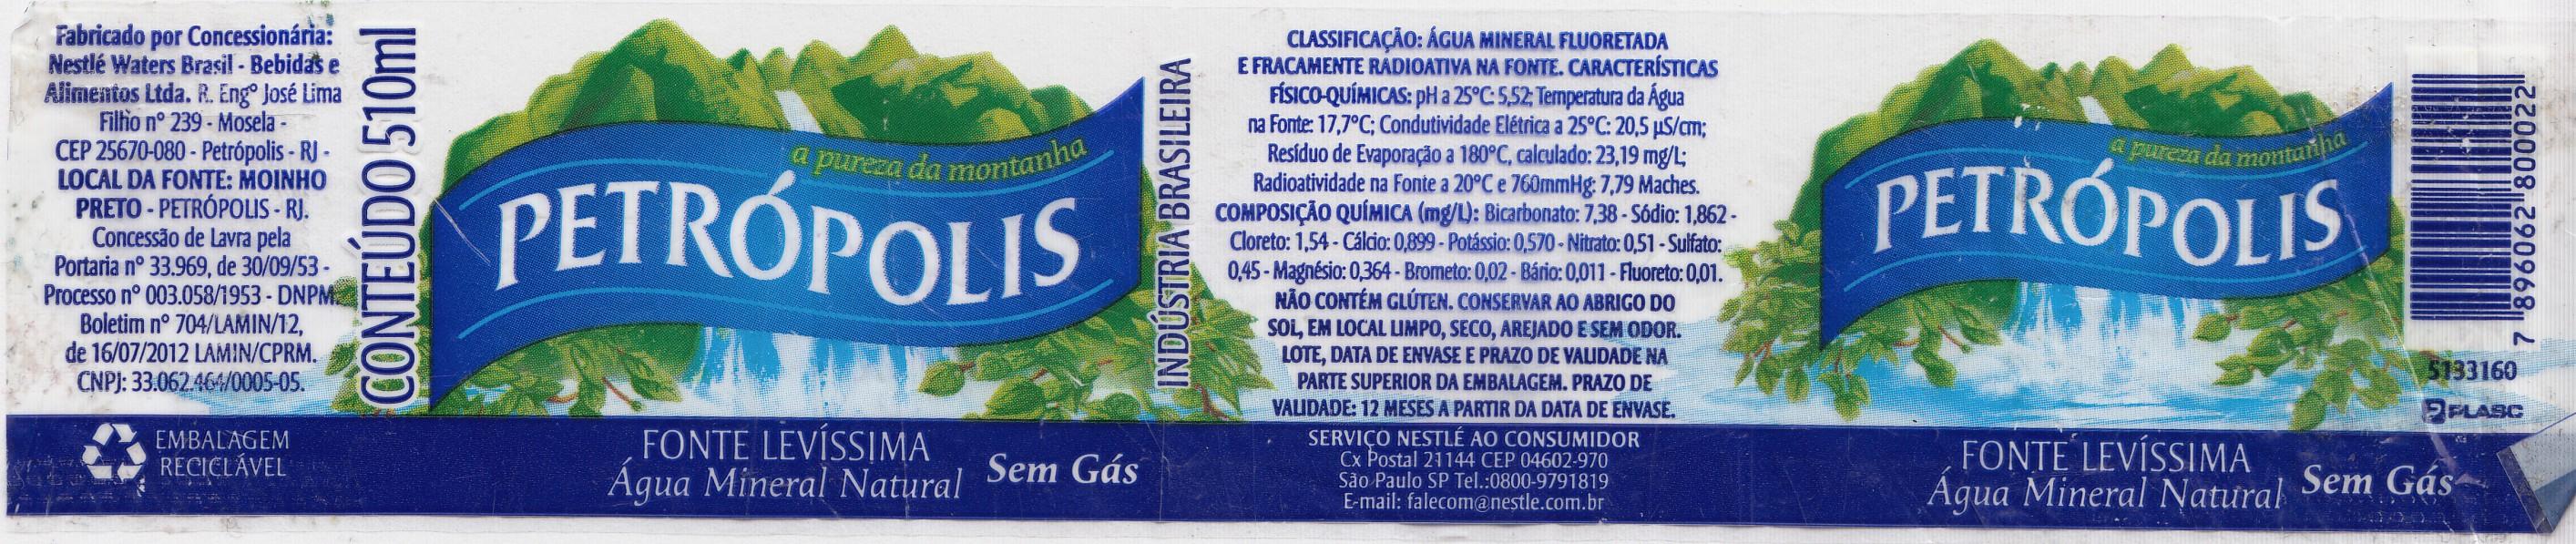 Fabricado por Concessionária:
Nestlé Waters Brasil - Bebidas e
Alimentos Ltda. R. Engº José Lima
Filho nº 239 - Mosela -
CEP 25670-080 - Petrópolis - RJ -
LOCAL DA FONTE: MOINHO
PRETO - PETRÓPOLIS - RJ.
Concessão de Lavra pela
Portaria nº 33.969, de 30/09/53 -
Processo nº 003.058/1953 - DNPM.
Boletim nº 704/LAMIN/12,
de 16/07/2012 LAMIN/CPRM.
CNPJ: 33.062.464/0005-05.
EMBALAGEM
RECICLÁVEL
CONTEÚDO 510ml
a pureza da montanha
PETRÓPOLIS
FONTE LEVÍSSIMA
Água Mineral Natural
Sem Gás
INDÚSTRIA BRASILEIRA
CLASSIFICAÇÃO: ÁGUA MINERAL FLUORETADA
E FRACAMENTE RADIOATIVA NA FONTE. CARACTERÍSTICAS
FÍSICO-QUÍMICAS: pH a 25ºC: 5,52; Temperatura da Água
na Fonte: 17,7ºC; Condutividade Elétrica a 25ºC: 20,5 µS/cm;
Resíduo de Evaporação a 180ºC, calculado: 23,19 mg/L;
Radioatividade na Fonte a 20ºC e 760mmHg: 7,79 Maches.
COMPOSIÇÃO QUÍMICA (mg/L): Bicarbonato: 7,38 - Sódio: 1,862 -
Cloreto: 1,54 - Cálcio: 0,899 - Potássio: 0,570 - Nitrato: 0,51 - Sulfato:
0,45 - Magnésio: 0,364 - Brometo: 0,02 - Bário: 0,011 - Fluoreto: 0,01.
NÃO CONTÉM GLÚTEN. CONSERVAR AO ABRIGO DO
SOL, EM LOCAL LIMPO, SECO, AREJADO E SEM ODOR.
LOTE, DATA DE ENVASE E PRAZO DE VALIDADE NA
PARTE SUPERIOR DA EMBALAGEM. PRAZO DE
VALIDADE: 12 MESES A PARTIR DA DATA DE ENVASE.
SERVIÇO NESTLÉ AO CONSUMIDOR
Cx Postal 21144 CEP 04602-970
São Paulo SP Tel.:0800-9791819
E-mail: falecom@nestle.com.br
a pureza da montanha
PETRÓPOLIS
FONTE LEVÍSSIMA
Água Mineral Natural
Sem Gás
7 896062 800022
5133160
PLASC